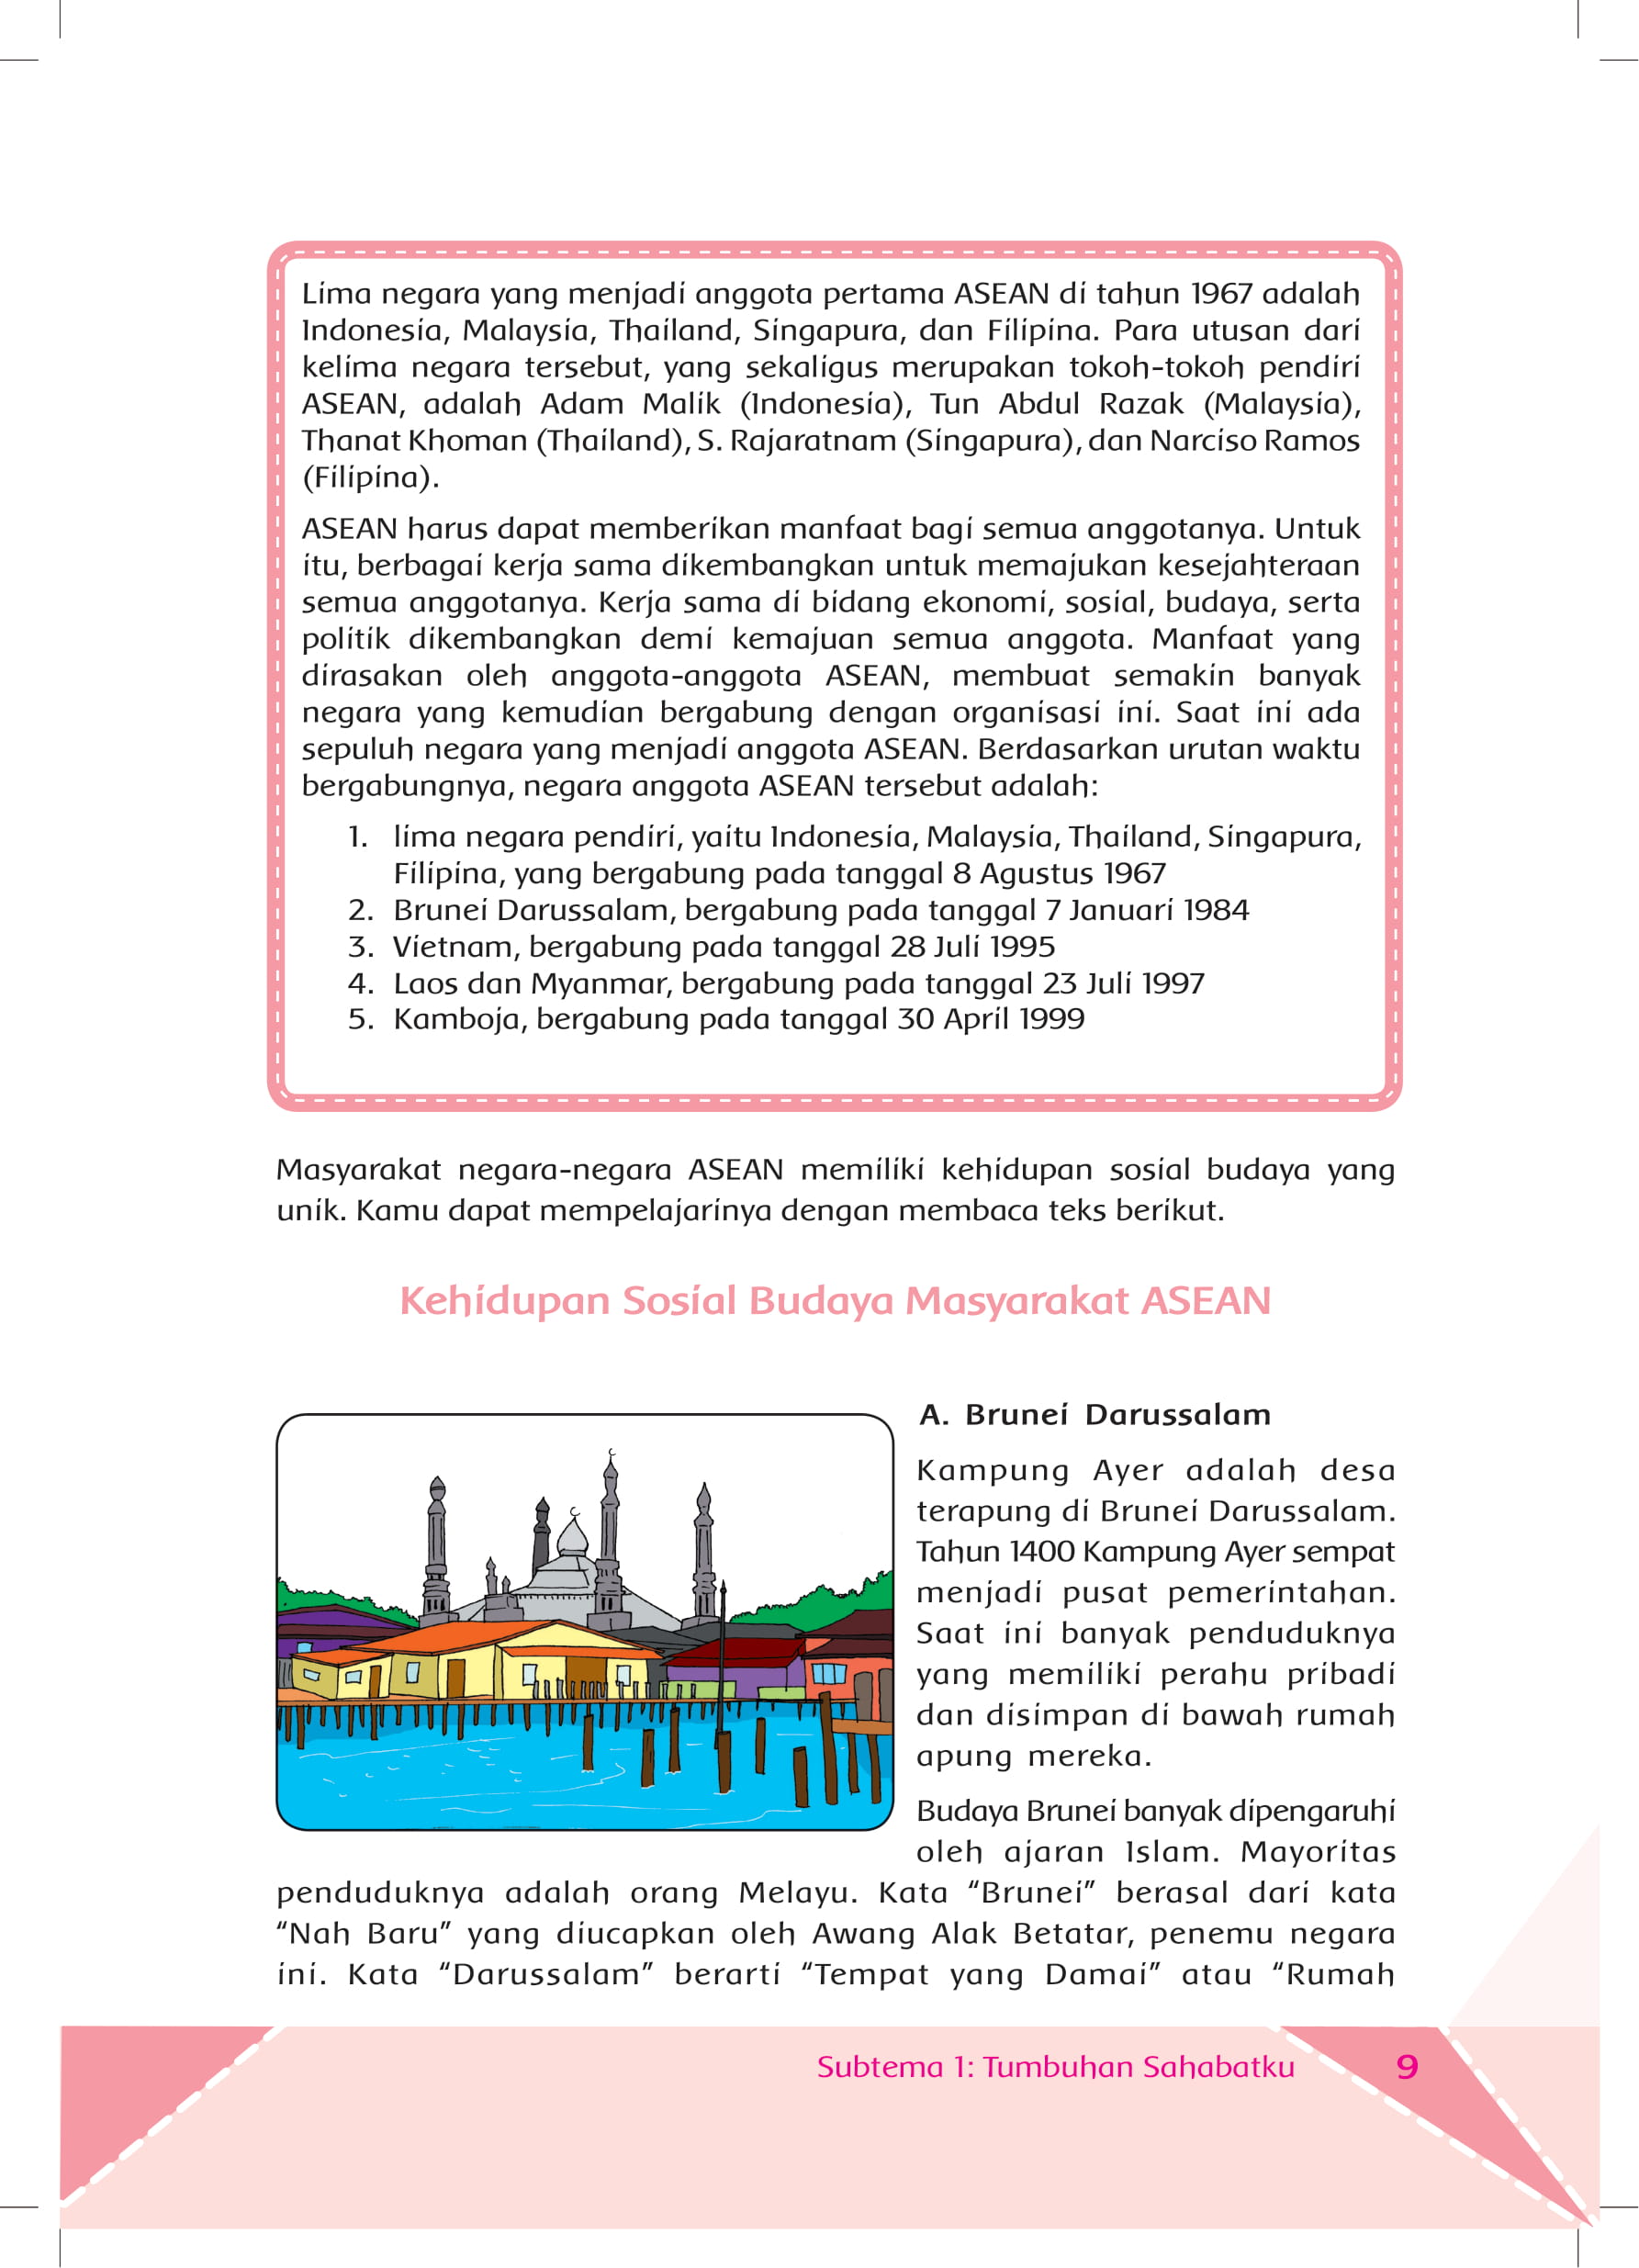 Lima negara yang menjadi anggota pertama ASEAN di tahun 1967 adalah
Indonesia, Malaysia, Thailand, Singapura, dan Filipina. Para utusan dari
kelima negara tersebut, yang sekaligus merupakan tokoh-tokoh pendiri
ASEAN, adalah Adam Malik (Indonesia), Tun Abdul Razak (Malaysia),
Thanat Khoman (Thailand), S. Rajaratnam (Singapura), dan Narciso Ramos
(Filipina).
ASEAN harus dapat memberikan manfaat bagi semua anggotanya. Untuk
itu, berbagai kerja sama dikembangkan untuk memajukan kesejahteraan
semua anggotanya. Kerja sama di bidang ekonomi, sosial, budaya, serta
politik dikembangkan demi kemajuan semua anggota. Manfaat yang
dirasakan oleh anggota-anggota ASEAN, membuat semakin banyak
negara yang kemudian bergabung dengan organisasi ini. Saat ini ada
sepuluh negara yang menjadi anggota ASEAN. Berdasarkan urutan waktu
bergabungnya, negara anggota ASEAN tersebut adalah:
1. lima negara pendiri, yaitu Indonesia, Malaysia, Thailand, Singapura,
Filipina, yang bergabung pada tanggal 8 Agustus 1967
2. Brunei Darussalam, bergabung pada tanggal 7 Januari 1984
3. Vietnam, bergabung pada tanggal 28 Juli 1995
4. Laos dan Myanmar, bergabung pada tanggal 23 Juli 1997
5. Kamboja, bergabung pada tanggal 30 April 1999
Masyarakat negara-negara ASEAN memiliki kehidupan sosial budaya yang
unik. Kamu dapat mempelajarinya dengan membaca teks berikut.
Kehidupan Sosial Budaya Masyarakat ASEAN
A. Brunei Darussalam
Kampung Ayer adalah desa
terapung di Brunei Darussalam.
Tahun 1400 Kampung Ayer sempat
menjadi pusat pemerintahan.
Saat ini banyak penduduknya
yang memiliki perahu pribadi
dan disimpan di bawah rumah
apung mereka.
Budaya Brunei banyak dipengaruhi
oleh ajaran Islam. Mayoritas
penduduknya adalah orang Melayu. Kata “Brunei” berasal dari kata
“Nah Baru” yang diucapkan oleh Awang Alak Betatar, penemu negara
ini. Kata “Darussalam” berarti “Tempat yang Damai” atau “Rumah
Subtema 1: Tumbuhan Sahabatku 9